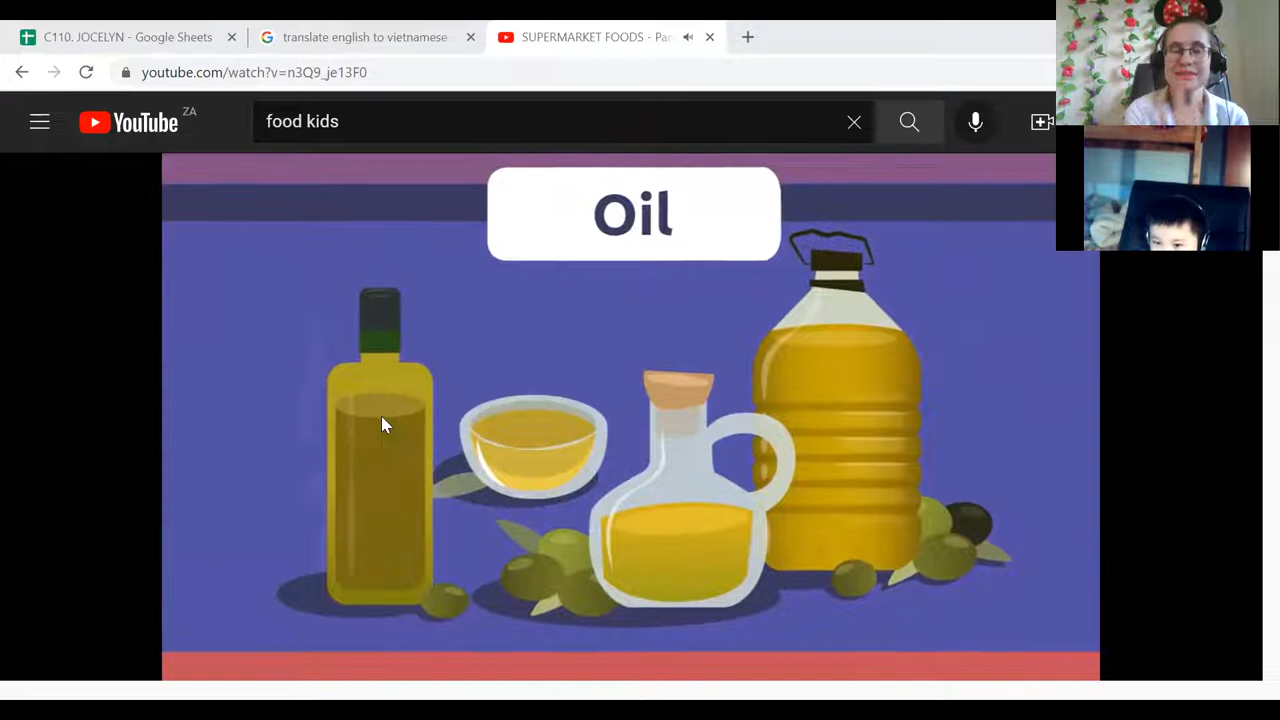 C110, JOCELYN - Google Sheets
translate english to vietnamese
SUPERMARKET FOODS - Par
youtube.com/watch?v=n3Q9_je13F0
YouTube ZA
food kids
Oil